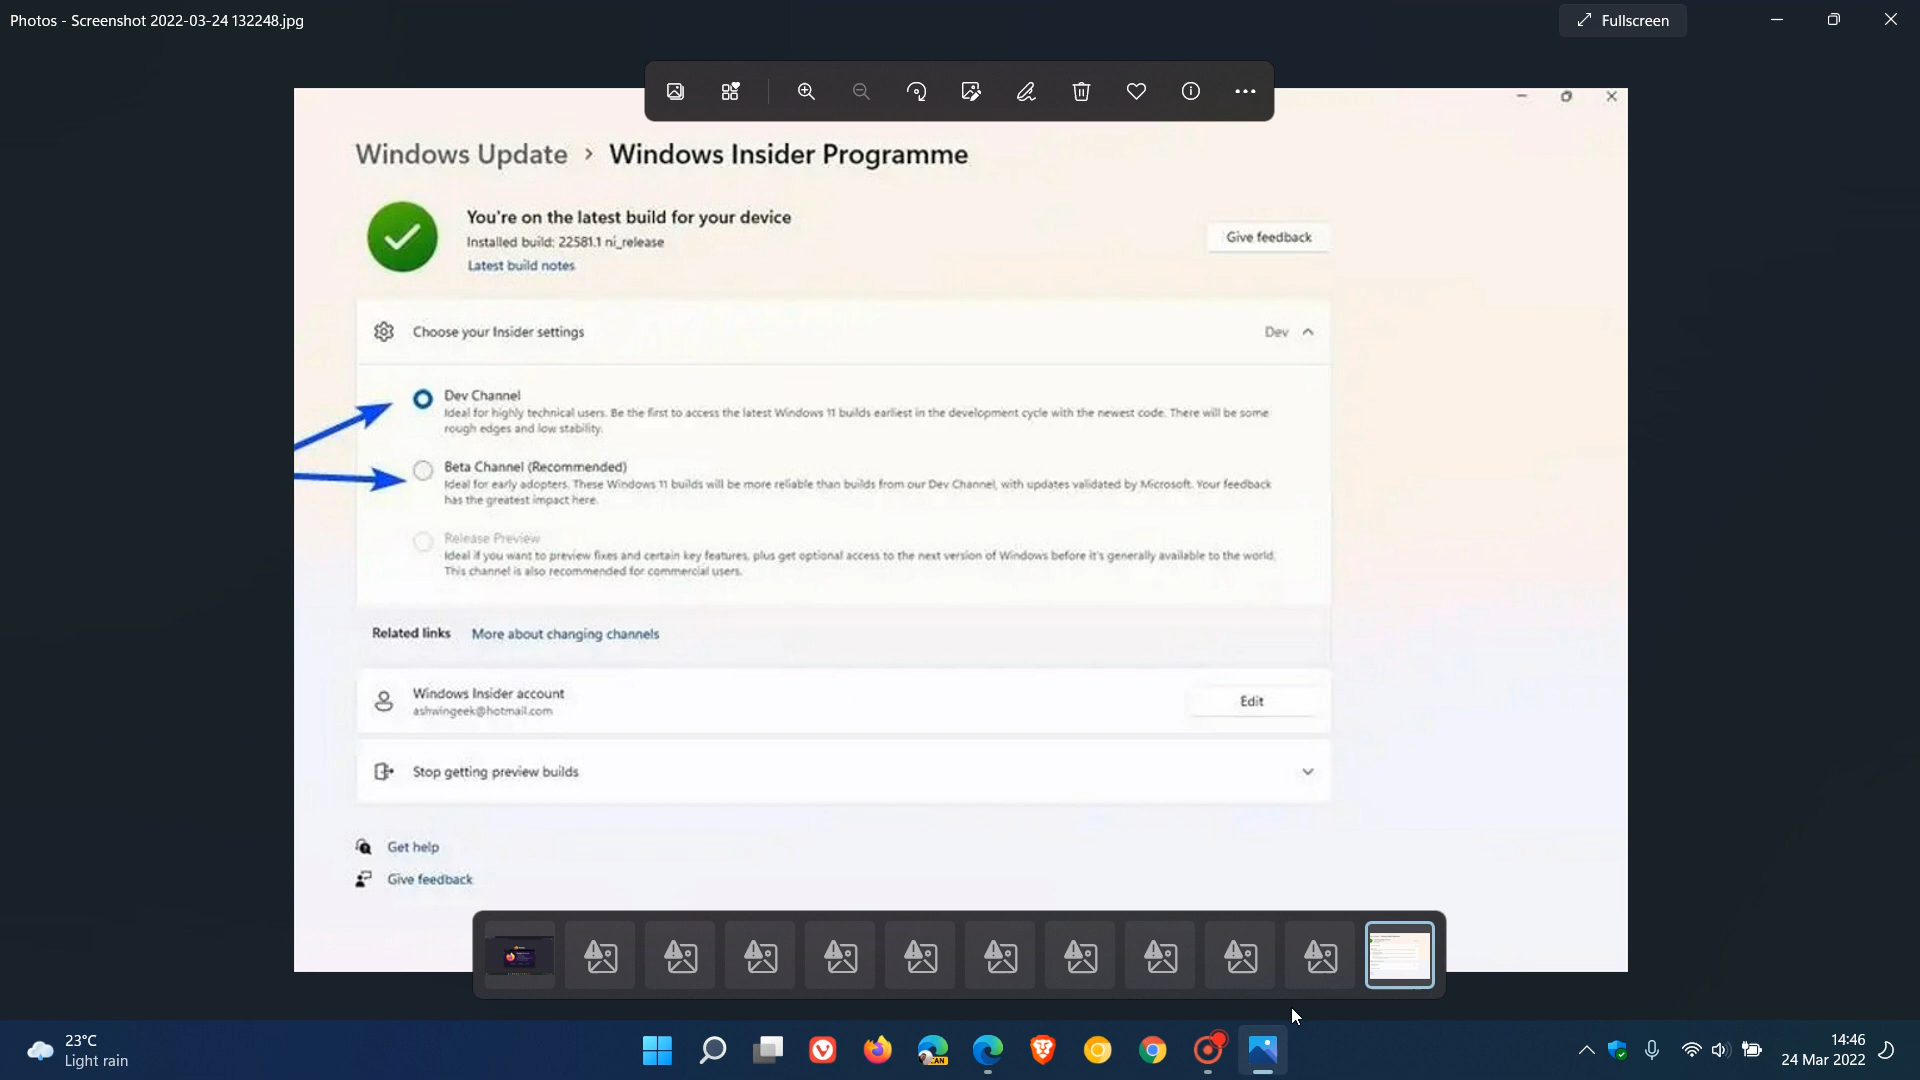 Photos - Screenshot 2022-03-24 132248.jpg
Fullscreen
Windows Update > Windows Insider Programme
You're on the latest build for your device
Installed build: 22581.1 ni_release
Latest build notes
Give feedback
Choose your Insider settings
Dev
Dev Channel
Ideal for highly technical users. Be the first to access the latest Windows 11 builds earliest in the development cycle with the newest code. There will be some
rough edges and low stability.
Beta Channel (Recommended)
Ideal for early adopters. These Windows 11 builds will be more reliable than builds from our Dev Channel, with updates validated by Microsoft. Your feedback
has the greatest impact here.
Release Preview
Ideal if you want to preview fixes and certain key features, plus get optional access to the next version of Windows before it's generally available to the world.
This channel is also recommended for commercial users.
Related links More about changing channels
Windows Insider account
ashwingeek@hotmail.com
Edit
Stop getting preview builds
Get help
Give feedback
23°C
Light rain
CAN
14:46
24 Mar 2022